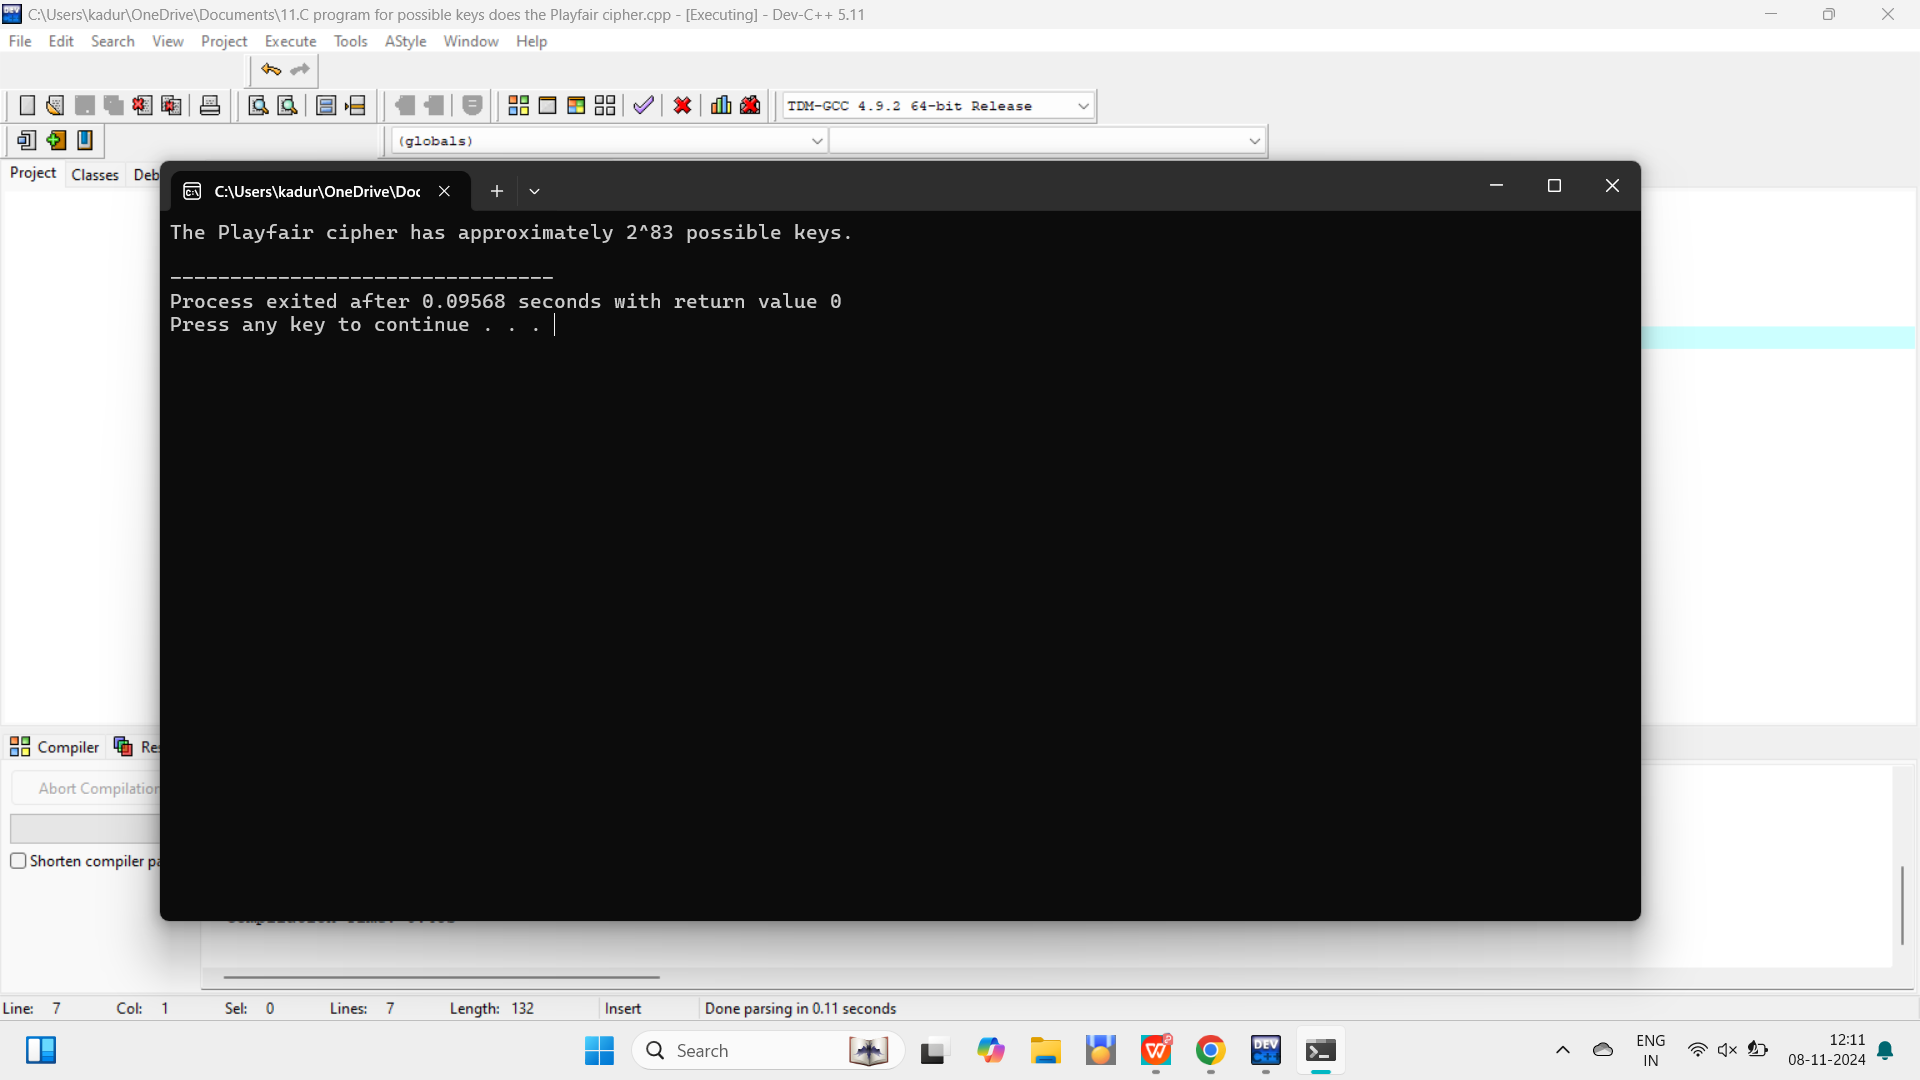 C:\Users\kadur\OneDrive\Documents\11.C program for possible keys does the Playfair cipher.cpp - [Executing] - Dev-C++ 5.11
File Edit Search View Project Execute Tools AStyle Window Help
TDM-GCC 4.9.2 64-bit Release
(globals)
Project Classes Deb
C:\Users\kadur\OneDrive\Doc
The Playfair cipher has approximately 2^83 possible keys.
--------------------------------
Process exited after 0.09568 seconds with return value 0
Press any key to continue . . .
Compiler Res
Abort Compilation
Shorten compiler pa
Line: 7 Col: 1 Sel: 0 Lines: 7 Length: 132 Insert Done parsing in 0.11 seconds
Search
DEV
ENG
IN
12:11
08-11-2024